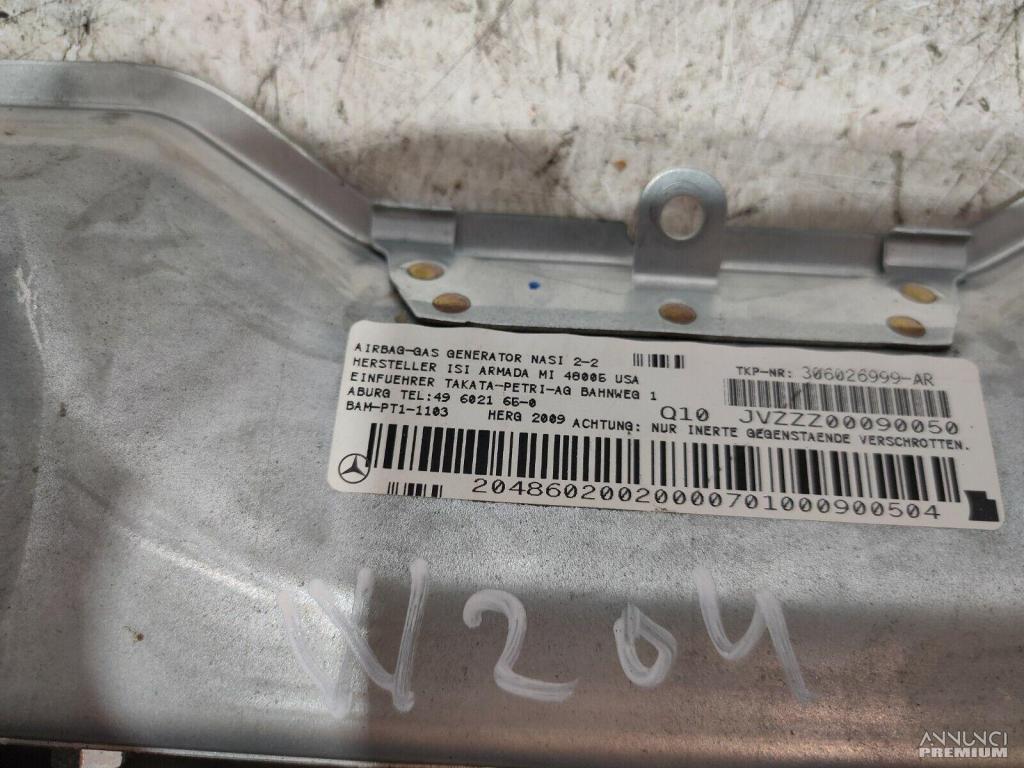 AIRBAG-GAS GENERATOR NASI 2-2
HERSTELLER ISI ARMADA MI 48005 USA
EINFUEHRER TAKATA-PETRI-AG BAHNWEG 1
ABURG TEL:49 6021 65-0
BAM-PT1-1103 HERG 2009 ACHTUNG: NUR INERTE GEGENSTAENDE VERSCHROTTEN.
TKP-NR: 306026999-AR
Q10 JVZZZ00090050
20486020020000701000900504
W204
ANNUNCI
PREMIUM